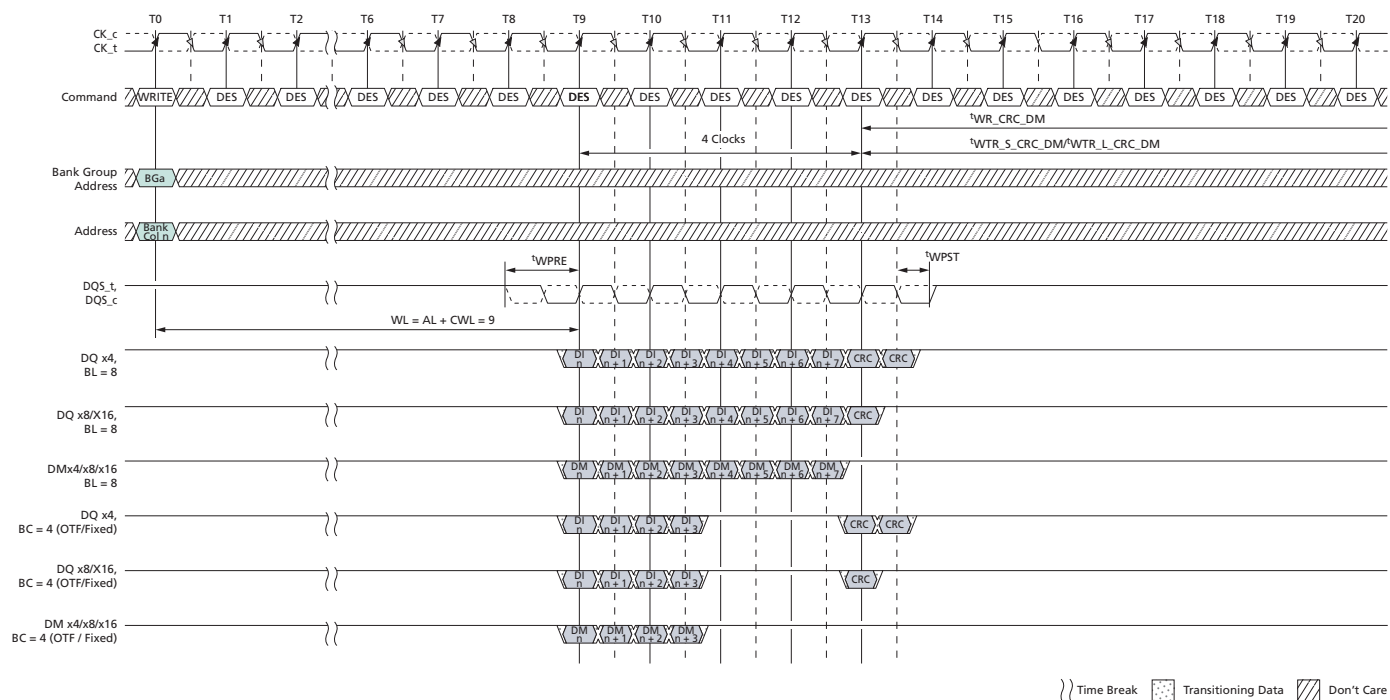 T0 T1 T2 T6 T7 T8 T9 T10 T11 T12 T13 T14 T15 T16 T17 T18 T19 T20
CK_c
CK_t
Command WRITE DES DES DES DES DES DES DES DES DES DES DES DES DES DES DES DES DES
tWR_CRC_DM
4 Clocks
tWTR_S_CRC_DM/tWTR_L_CRC_DM
Bank Group
Address
BGa
Address
Bank
Col n
tWPRE
tWPST
DQS_t,
DQS_c
WL = AL + CWL = 9
DQ x4,
BL = 8
DI DI DI DI DI DI DI DI CRC CRC
n n + 1 n + 2 n + 3 n + 4 n + 5 n + 6 n + 7
DQ x8/X16,
BL = 8
DI DI DI DI DI DI DI DI CRC
n n + 1 n + 2 n + 3 n + 4 n + 5 n + 6 n + 7
DMx4/x8/x16
BL = 8
DM DM DM DM DM DM DM DM
n n + 1 n + 2 n + 3 n + 4 n + 5 n + 6 n + 7
DQ x4,
BC = 4 (OTF/Fixed)
DI DI DI DI CRC CRC
n n + 1 n + 2 n + 3
DQ x8/X16,
BC = 4 (OTF/Fixed)
DI DI DI DI CRC
n n + 1 n + 2 n + 3
DM x4/x8/x16
BC = 4 (OTF / Fixed)
DM DM DM DM
n n + 1 n + 2 n + 3
Time Break Transitioning Data Don't Care